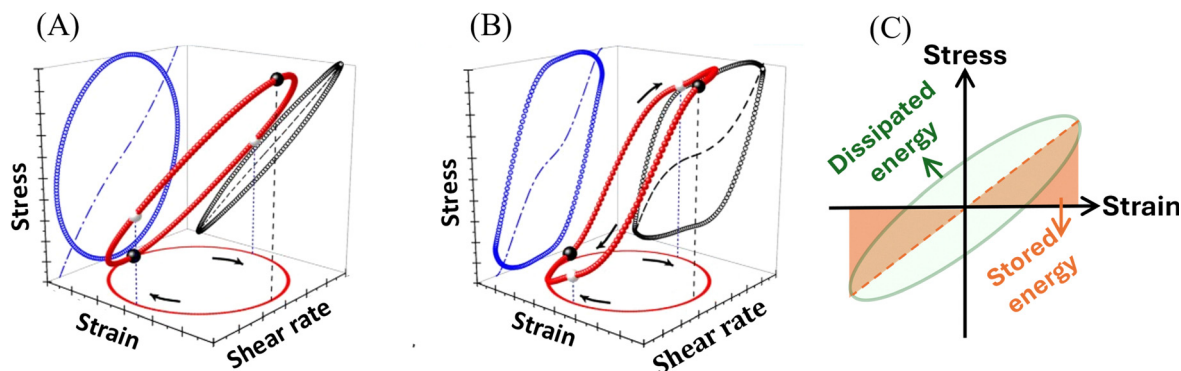 (A)
Stress
Strain
Shear rate
(B)
Stress
Strain
Shear rate
(C)
Stress
Dissipated
energy
Strain
Stored
energy